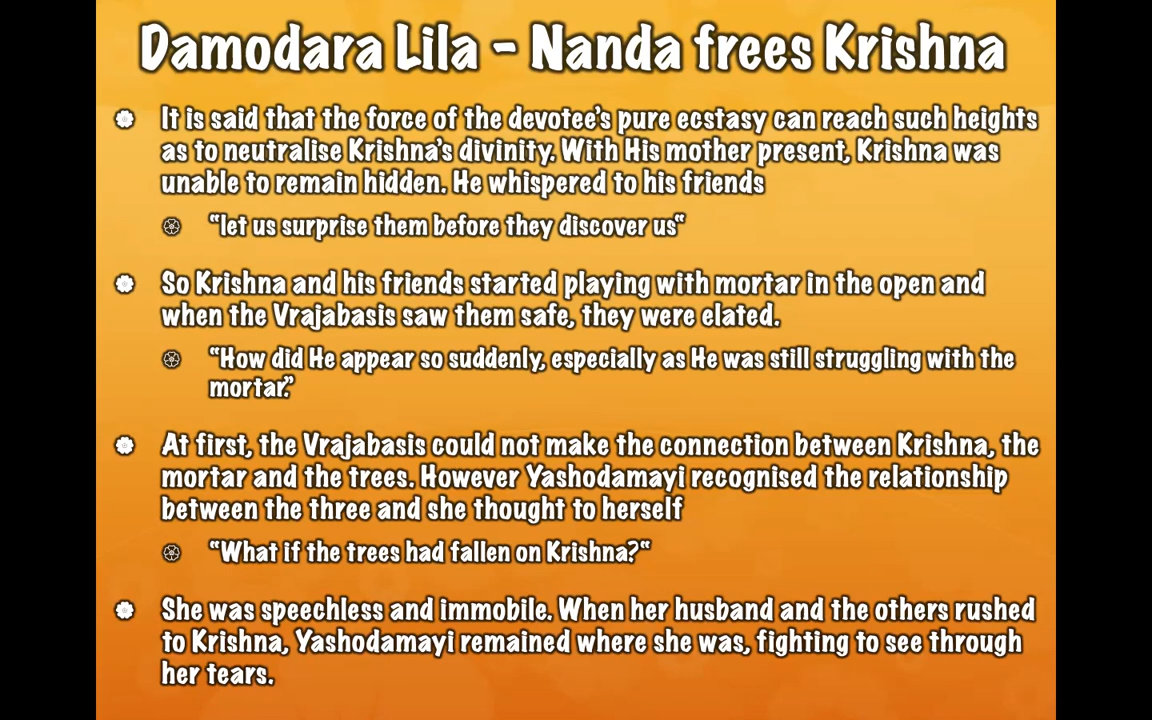 Damodara Lila - Nanda frees Krishna
It is said that the force of the devotee's pure ecstasy can reach such heights
as to neutralise Krishna's divinity. With His mother present, Krishna was
unable to remain hidden. He whispered to his friends
“let us surprise them before they discover us“
So Krishna and his friends started playing with mortar in the open and
when the Vrajabasis saw them safe, they were elated.
“How did He appear so suddenly, especially as He was still struggling with the
mortar.”
At first, the Vrajabasis could not make the connection between Krishna, the
mortar and the trees. However Yashodamayi recognised the relationship
between the three and she thought to herself
“What if the trees had fallen on Krishna?“
She was speechless and immobile. When her husband and the others rushed
to Krishna, Yashodamayi remained where she was, fighting to see through
her tears.